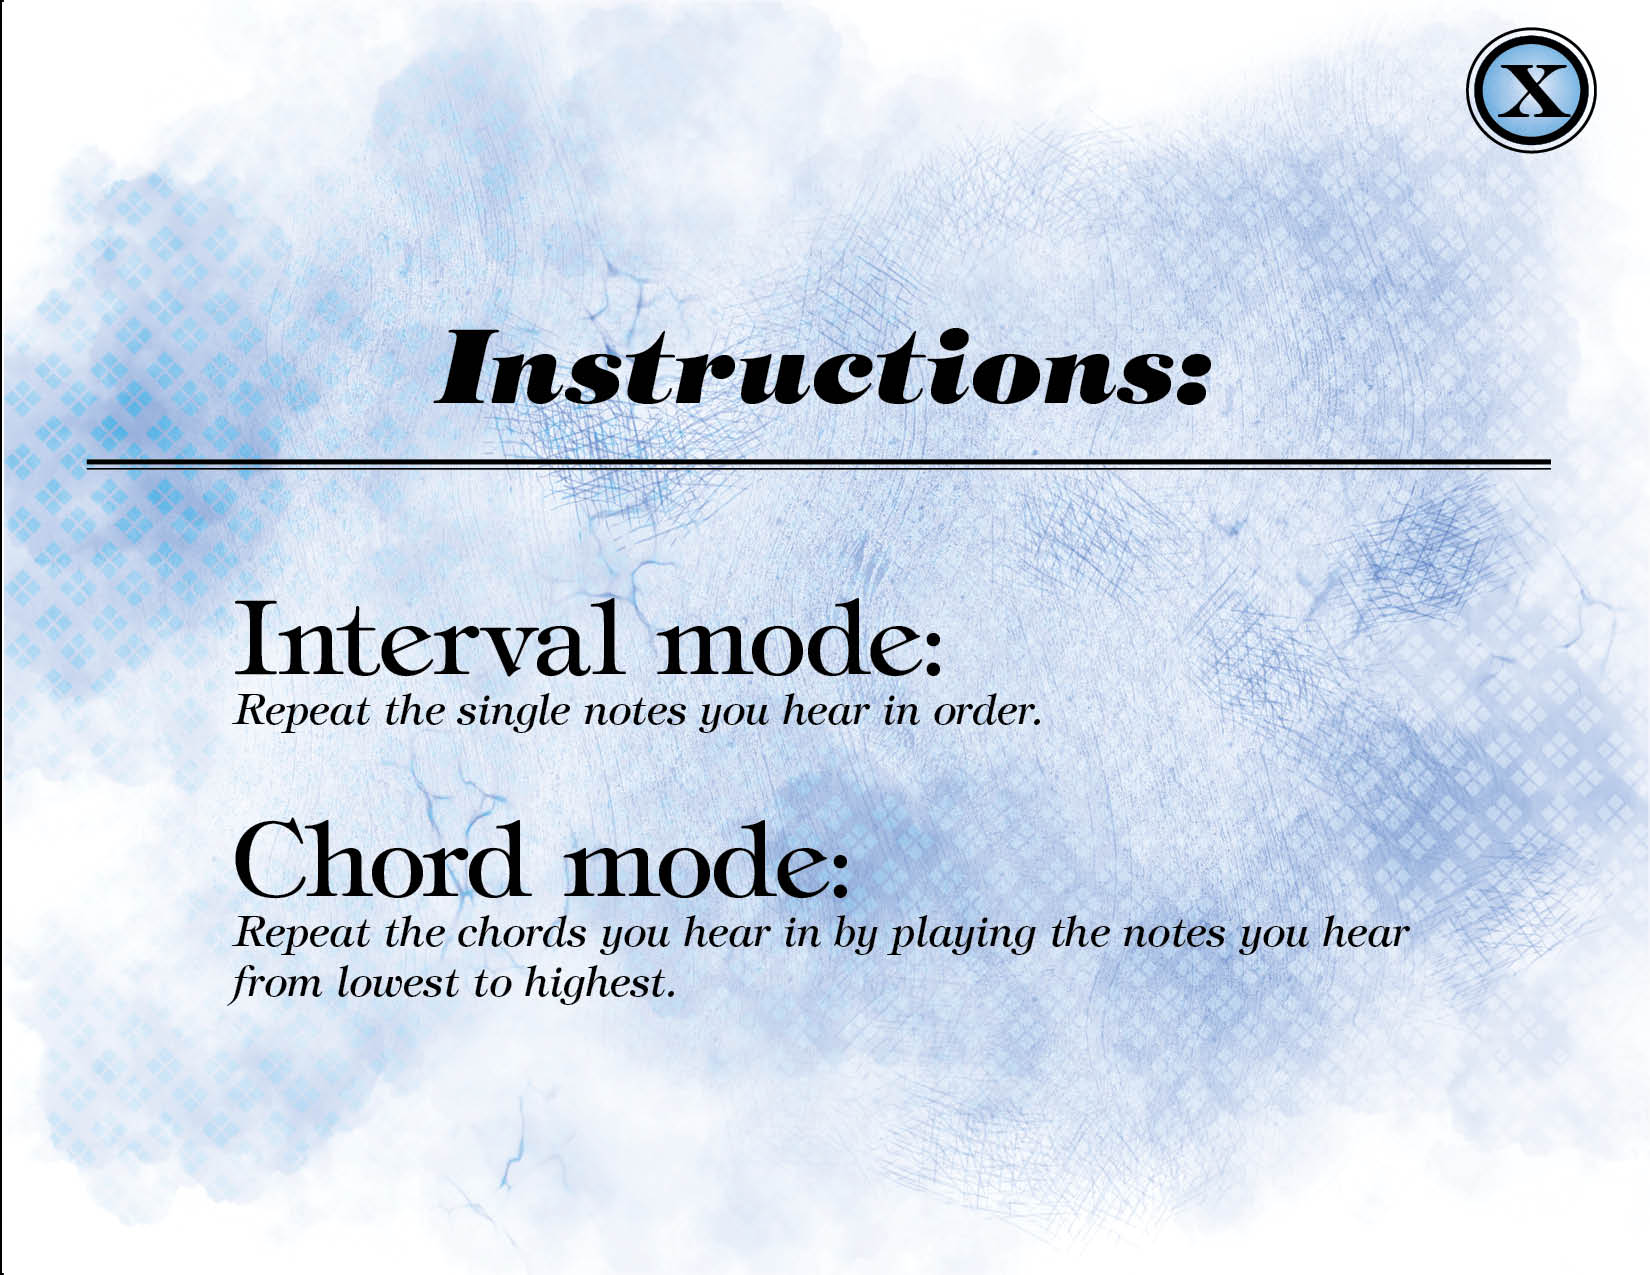 X
Instructions:
Interval mode:
Repeat the single notes you hear in order.
Chord mode:
Repeat the chords you hear in by playing the notes you hear
from lowest to highest.